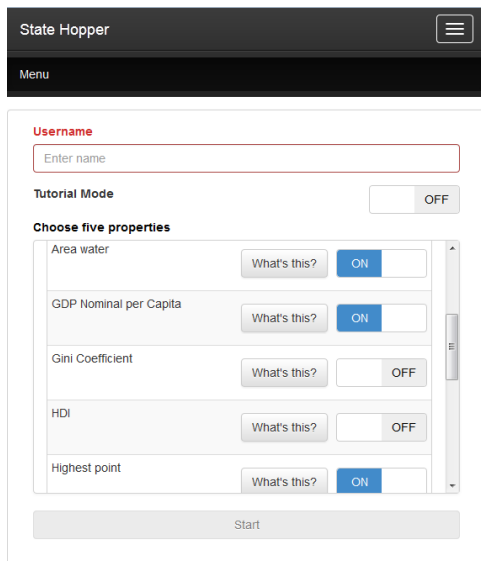 State Hopper
Menu
Username
Enter name
Tutorial Mode OFF
Choose five properties
Area water What's this? ON
GDP Nominal per Capita What's this? ON
Gini Coefficient What's this? OFF
HDI What's this? OFF
Highest point What's this? ON
Start